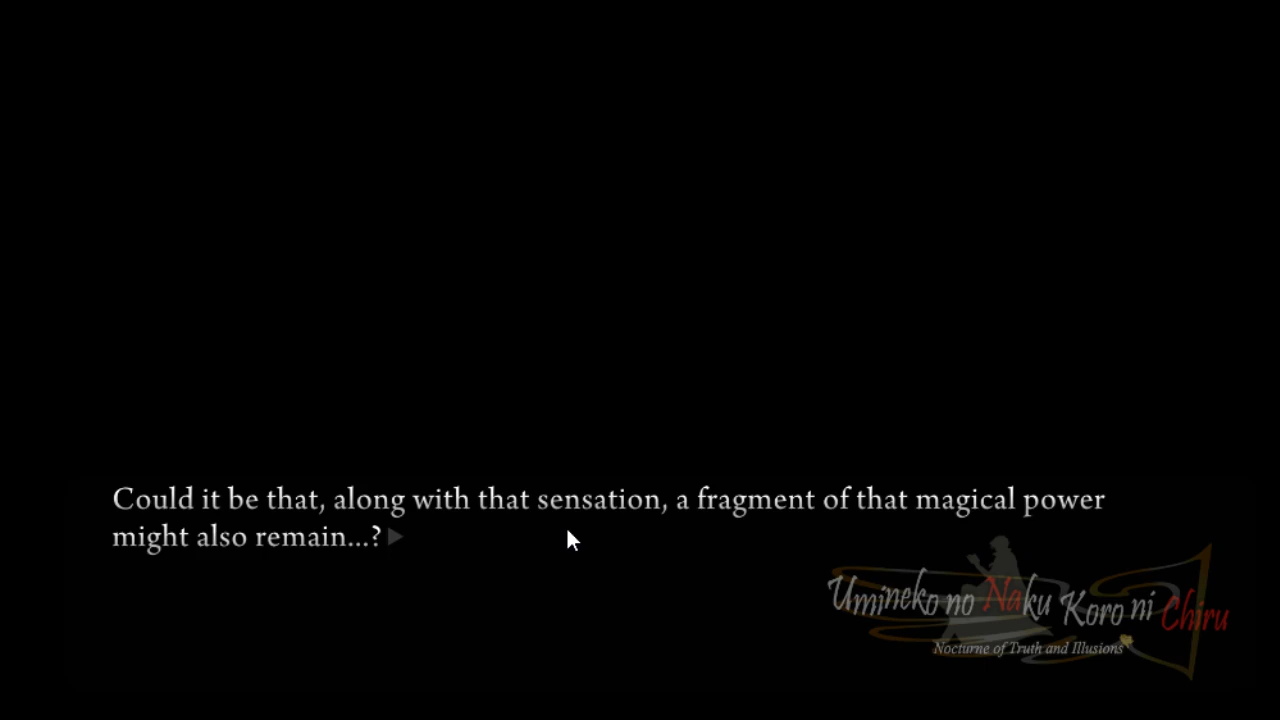 Could it be that, along with that sensation, a fragment of that magical power
might also remain...?
Umineko no Naku Koro ni Chiru
Nocturne of Truth and Illusions